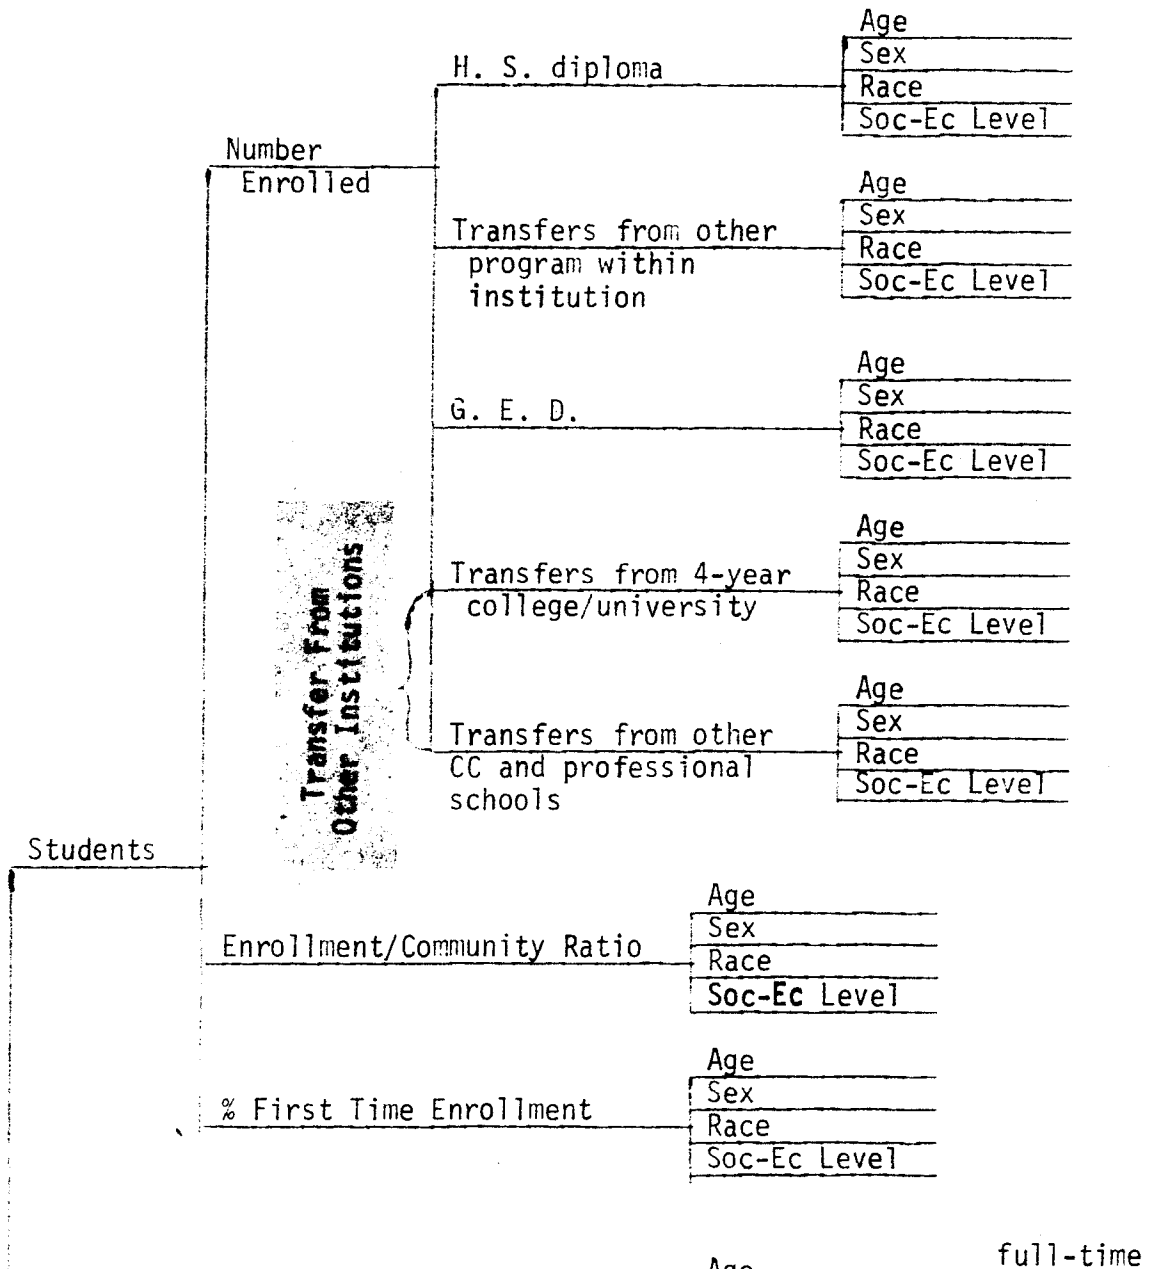 Age
H. S. diploma
Sex
Race
Soc-Ec Level
Number
Enrolled
Age
Transfers from other
program within
institution
Sex
Race
Soc-Ec Level
Age
G. E. D.
Sex
Race
Soc-Ec Level
Transfer From
Other Institutions
Age
Transfers from 4-year
college/university
Sex
Race
Soc-Ec Level
Age
Transfers from other
CC and professional
schools
Sex
Race
Soc-Ec Level
Students
Age
Enrollment/Community Ratio
Sex
Race
Soc-Ec Level
Age
% First Time Enrollment
Sex
Race
Soc-Ec Level
full-time
Age